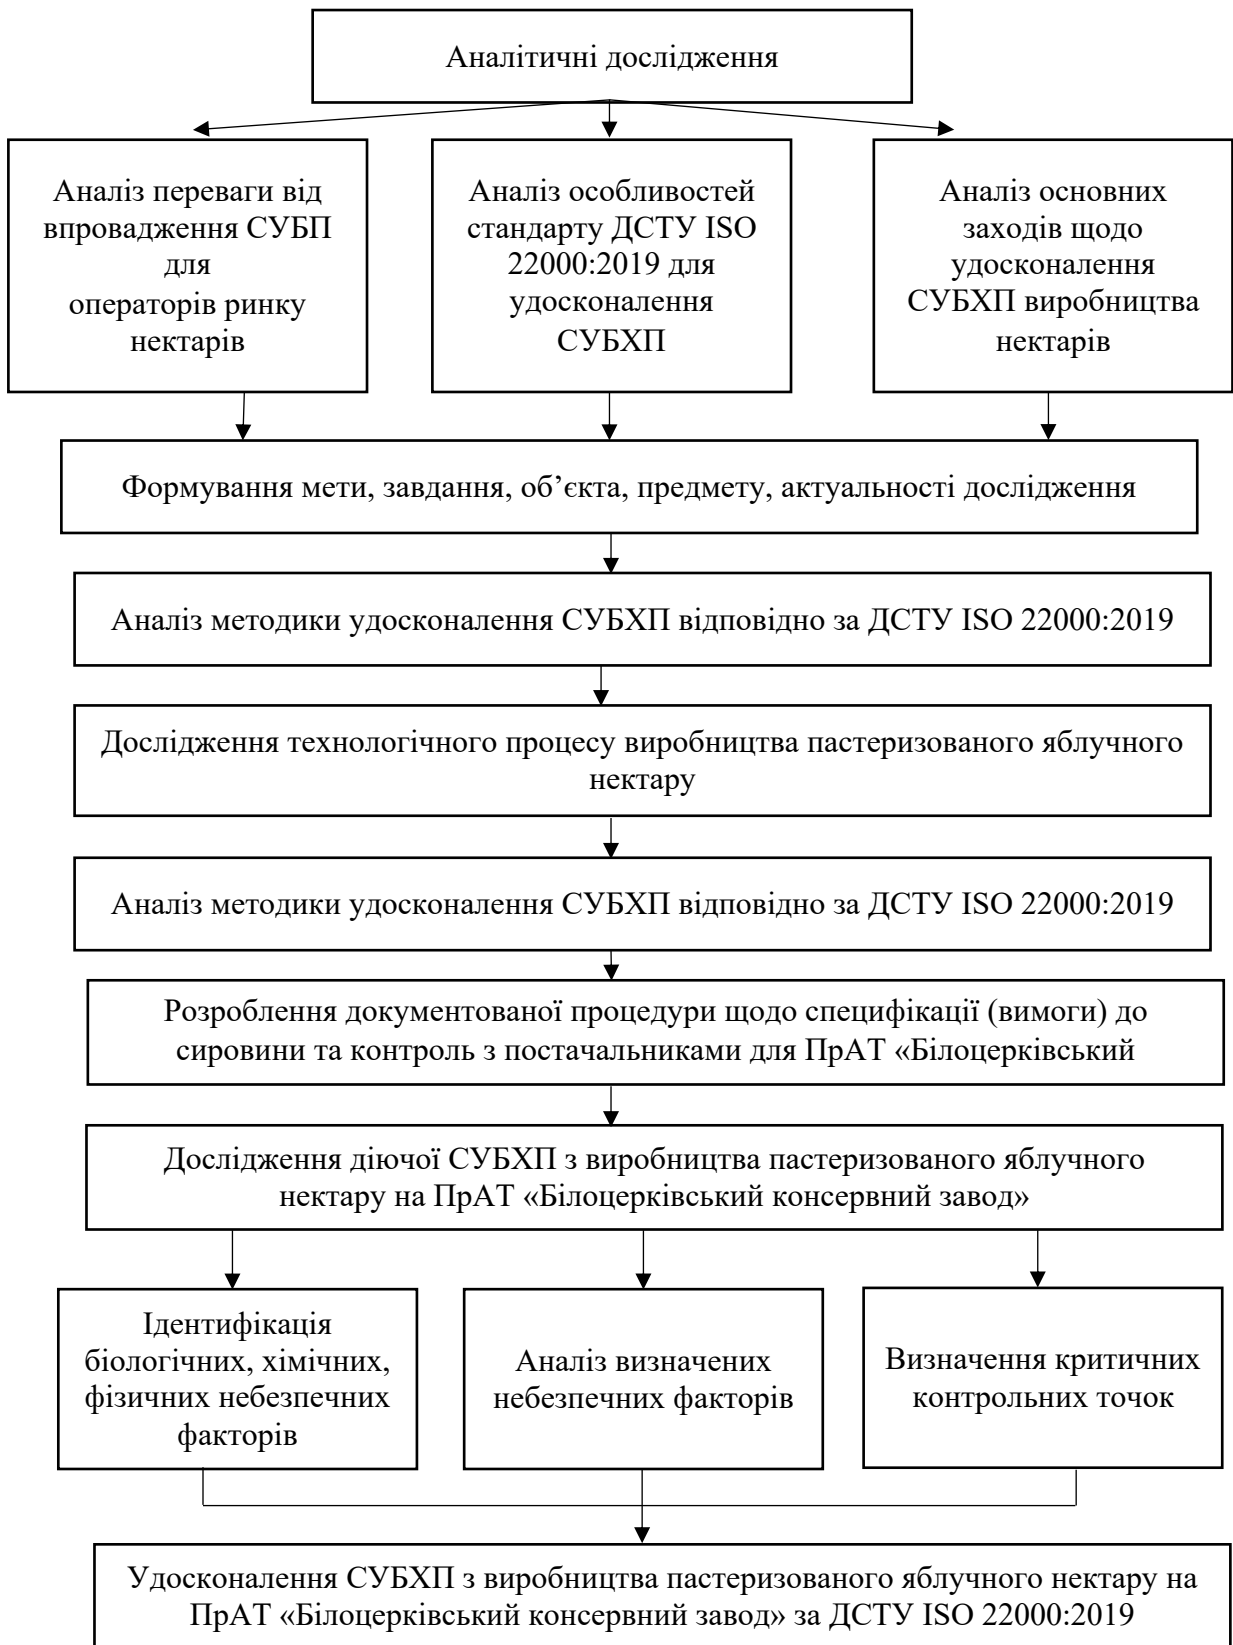 Аналітичні дослідження
Аналіз переваги від
впровадження СУБП
для
операторів ринку
нектарів
Аналіз особливостей
стандарту ДСТУ ISO
22000:2019 для
удосконалення
СУБХП
Аналіз основних
заходів щодо
удосконалення
СУБХП виробництва
нектарів
Формування мети, завдання, об’єкта, предмету, актуальності дослідження
Аналіз методики удосконалення СУБХП відповідно за ДСТУ ISO 22000:2019
Дослідження технологічного процесу виробництва пастеризованого яблучного
нектару
Аналіз методики удосконалення СУБХП відповідно за ДСТУ ISO 22000:2019
Розроблення документованої процедури щодо специфікації (вимоги) до
сировини та контроль з постачальниками для ПрАТ «Білоцерківський
Дослідження діючої СУБХП з виробництва пастеризованого яблучного
нектару на ПрАТ «Білоцерківський консервний завод»
Ідентифікація
біологічних, хімічних,
фізичних небезпечних
факторів
Аналіз визначених
небезпечних факторів
Визначення критичних
контрольних точок
Удосконалення СУБХП з виробництва пастеризованого яблучного нектару на
ПрАТ «Білоцерківський консервний завод» за ДСТУ ISO 22000:2019